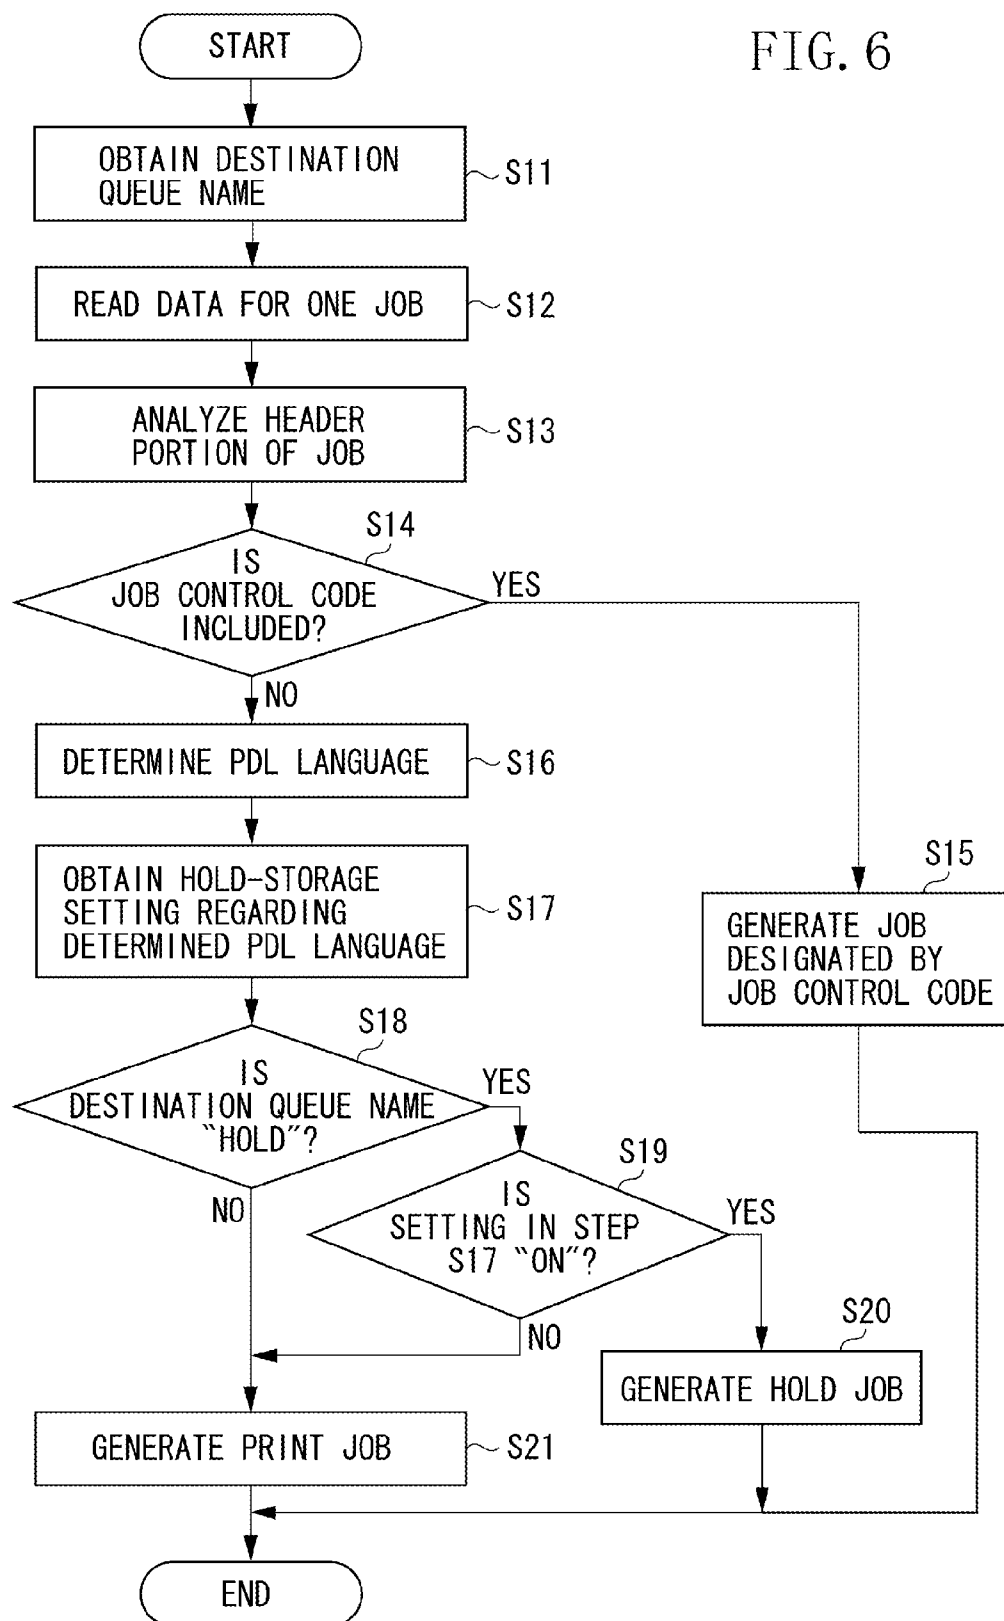 START
FIG. 6
OBTAIN DESTINATION
QUEUE NAME
S11
READ DATA FOR ONE JOB
S12
ANALYZE HEADER
PORTION OF JOB
S13
S14
IS
JOB CONTROL CODE
INCLUDED?
YES
NO
DETERMINE PDL LANGUAGE
S16
OBTAIN HOLD-STORAGE
SETTING REGARDING
DETERMINED PDL LANGUAGE
S17
S15
GENERATE JOB
DESIGNATED BY
JOB CONTROL CODE
S18
IS
DESTINATION QUEUE NAME
"HOLD"?
YES
NO
S19
IS
SETTING IN STEP
S17 "ON"?
YES
NO
S20
GENERATE HOLD JOB
GENERATE PRINT JOB
S21
END